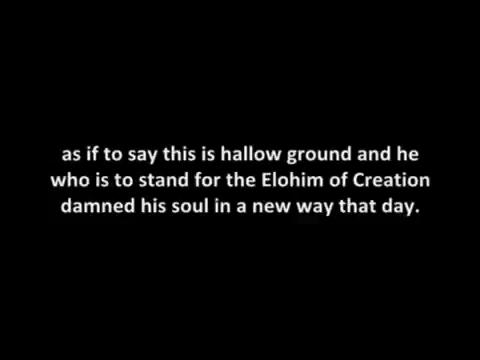 as if to say this is hallow ground and he
who is to stand for the Elohim of Creation
damned his soul in a new way that day.